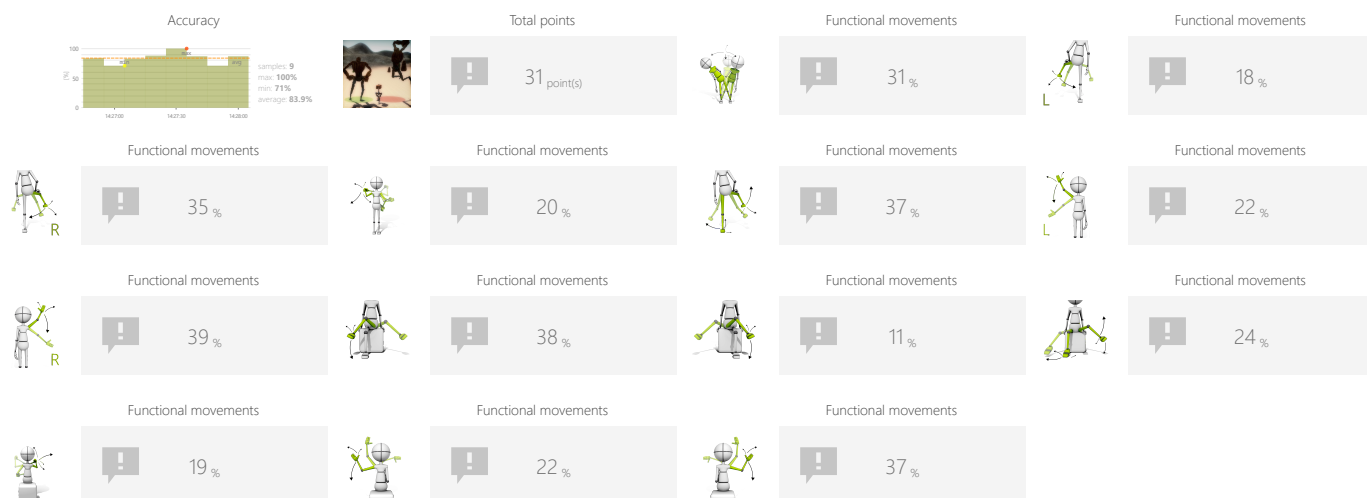 Accuracy
100
50
0
[%]
max
min
avg
14:27:00
14:27:30
14:28:00
samples: 9
max: 100%
min: 71%
average: 83.9%
Total points
31 point(s)
Functional movements
31 %
Functional movements
L
18 %
Functional movements
R
35 %
Functional movements
20 %
Functional movements
37 %
Functional movements
L
22 %
Functional movements
R
39 %
Functional movements
38 %
Functional movements
11 %
Functional movements
24 %
Functional movements
19 %
Functional movements
22 %
Functional movements
37 %